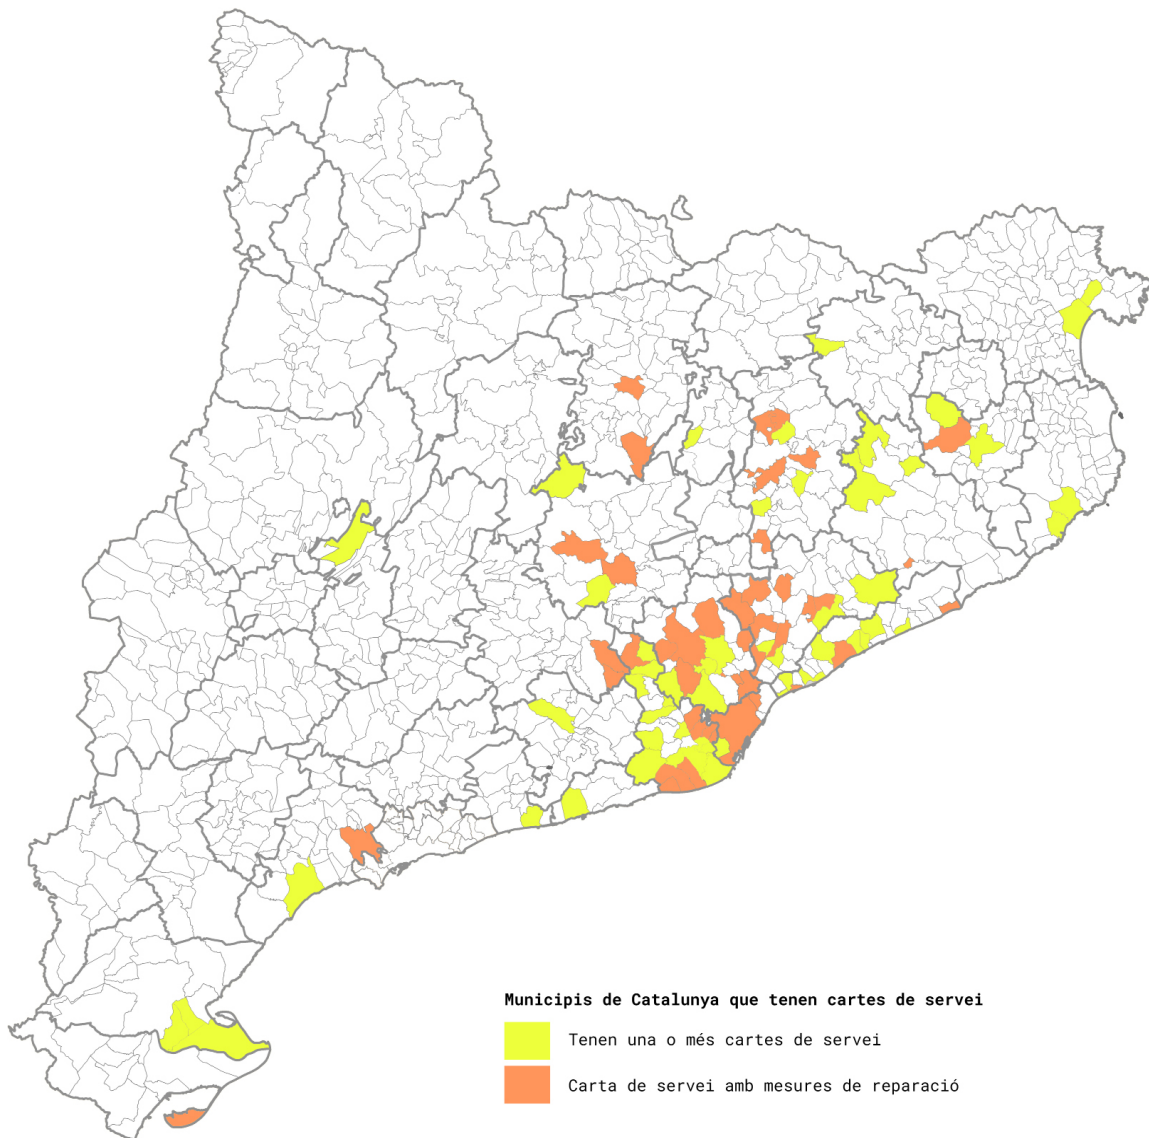 Municipis de Catalunya que tenen cartes de servei
Tenen una o més cartes de servei
Carta de servei amb mesures de reparació